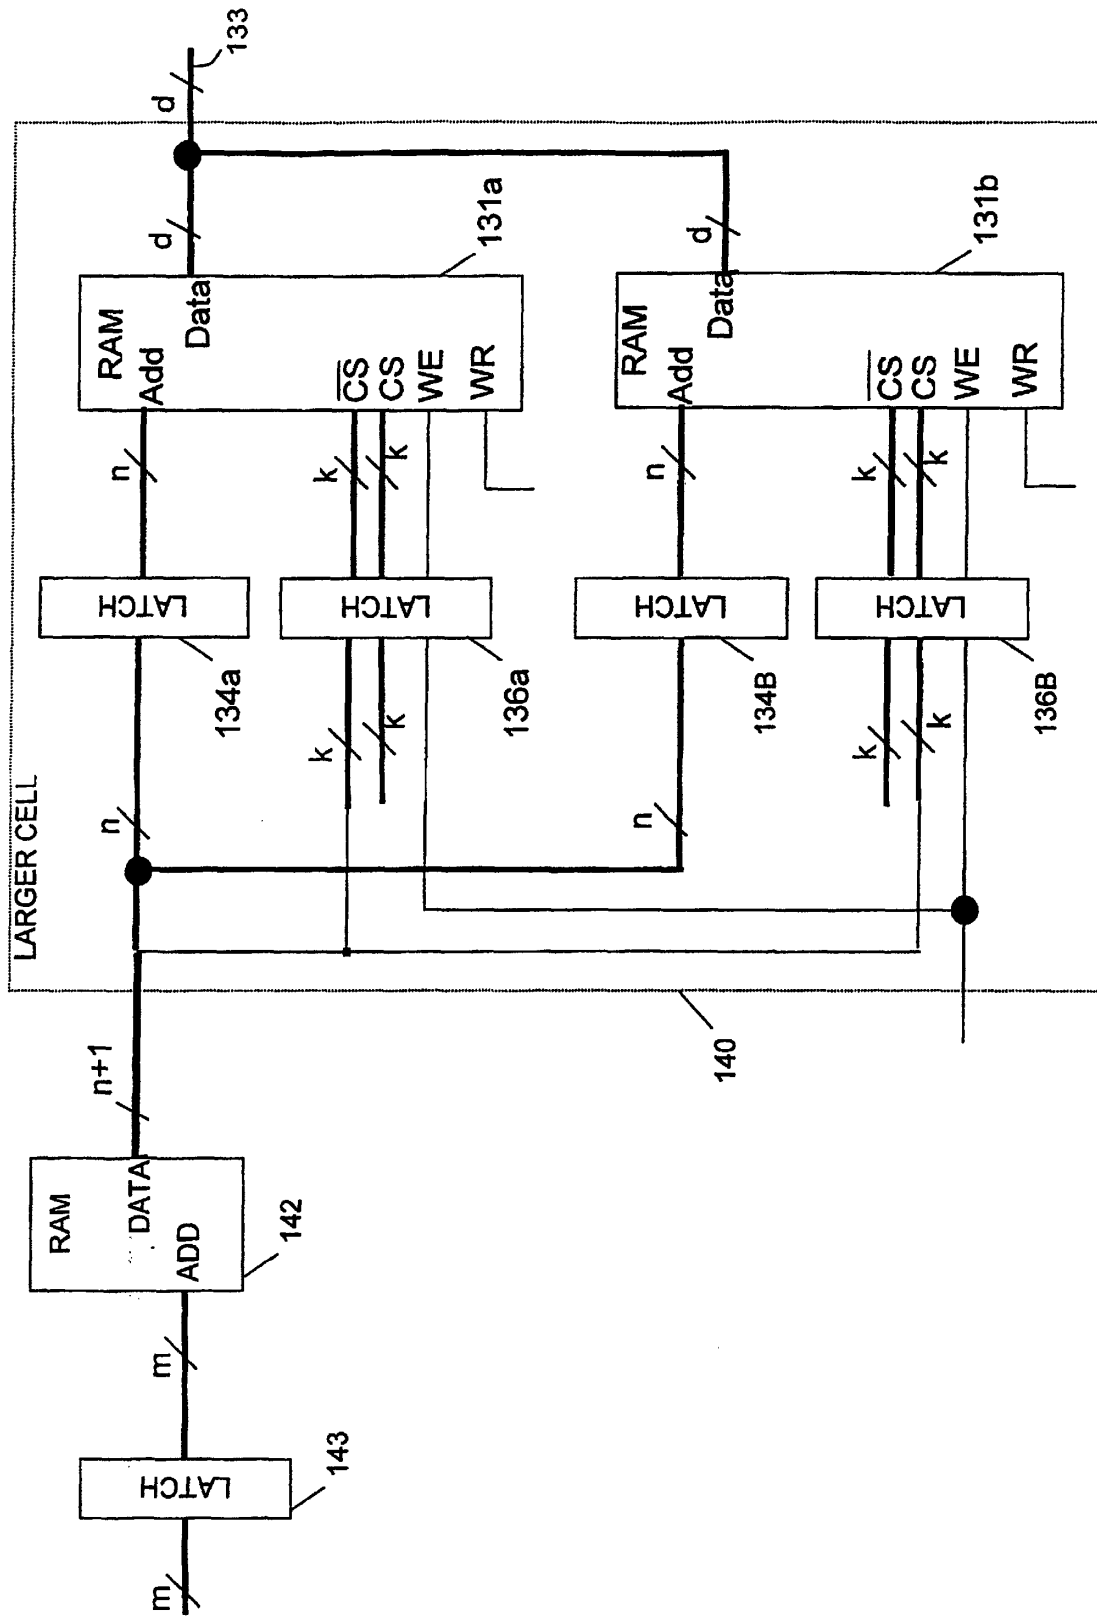 LARGER CELL
133
d
d
131a
RAM
Add
Data
CS
CS
WE
WR
n
k
k
LATCH
134a
LATCH
136a
n
k
k
d
131b
RAM
Add
Data
CS
CS
WE
WR
n
k
k
LATCH
134B
LATCH
136B
n
k
k
140
n+1
RAM
DATA
ADD
142
m
LATCH
143
m